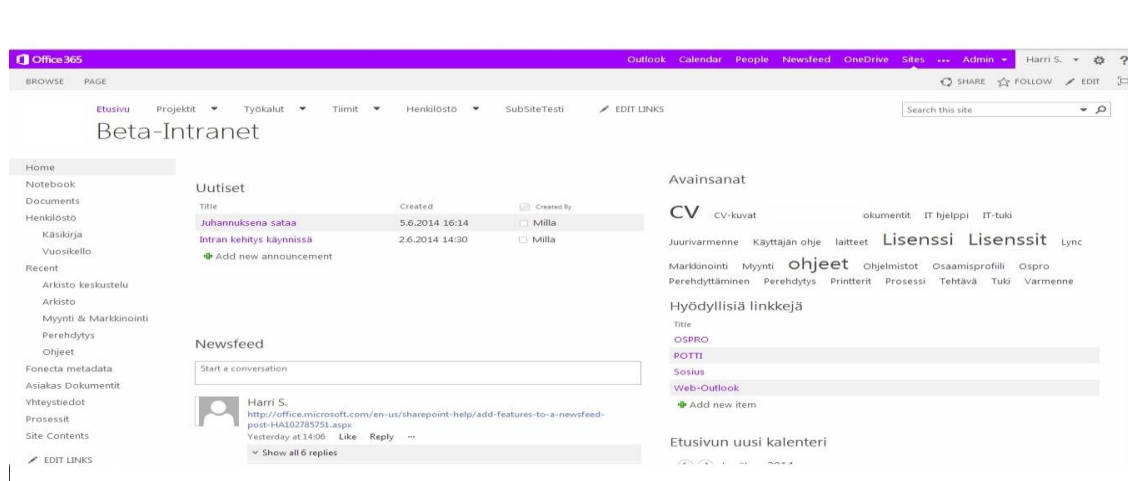 Office 365
Outlook Calendar People Newsfeed OneDrive Sites ... Admin Harri S. ?
BROWSE PAGE
SHARE FOLLOW EDIT
Etusivu Projektit Työkalut Tiimit Henkilöstö SubSiteTesti EDIT LINKS
Search this site
Beta-Intranet
Home
Notebook
Documents
Henkilöstö
Käsikirja
Vuosikello
Recent
Arkisto keskustelu
Arkisto
Myynti & Markkinointi
Perehdytys
Ohjeet
Fonecta metadata
Asiakas Dokumentit
Yhteystiedot
Prosessit
Site Contents
EDIT LINKS
Uutiset
Title Created Created By
Juhannuksena sataa 5.6.2014 16:14 Milla
Intran kehitys käynnissä 2.6.2014 14:30 Milla
Add new announcement
Newsfeed
Start a conversation
Harri S.
http://office.microsoft.com/en-us/sharepoint-help/add-features-to-a-newsfeed-
post-HA102785751.aspx
Yesterday at 14:06 Like Reply ...
Show all 6 replies
Avainsanat
CV CV-kuvat okumentit IT hjelppi IT-tuki
Juurivarmenne Käyttäjän ohje laitteet Lisenssi Lisenssit Lync
Markkinointi Myynti ohjeet Ohjelmistot Osaamisprofiili Ospro
Perehdyttäminen Perehdytys Printterit Prosessi Tehtävä Tuki Varmenne
Hyödyllisiä linkkejä
Title
OSPRO
POTTI
Sosius
Web-Outlook
Add new item
Etusivun uusi kalenteri